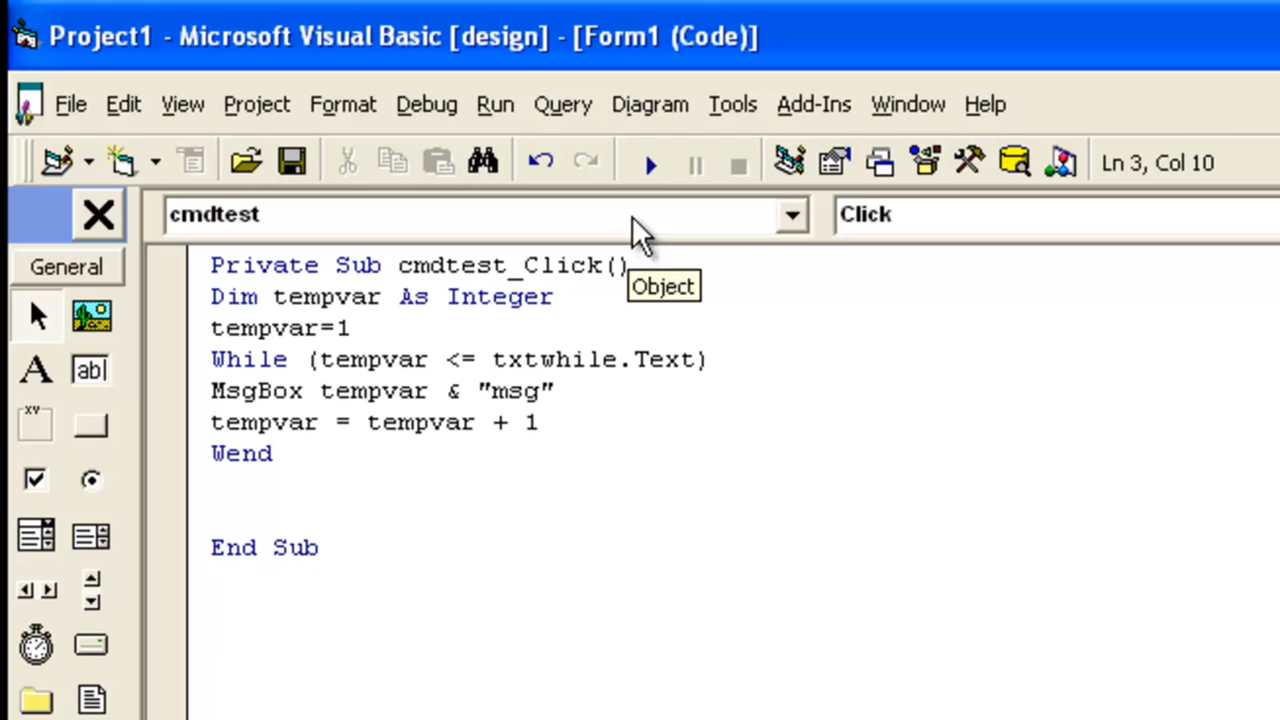 Project1 - Microsoft Visual Basic [design] - [Form1 (Code)]
File Edit View Project Format Debug Run Query Diagram Tools Add-Ins Window Help
Ln 3, Col 10
cmdtest Click
General
Private Sub cmdtest_Click()
Object
Dim tempvar As Integer
tempvar=1
While (tempvar <= txtwhile.Text)
MsgBox tempvar & "msg"
tempvar = tempvar + 1
Wend
End Sub
A
ab
XY